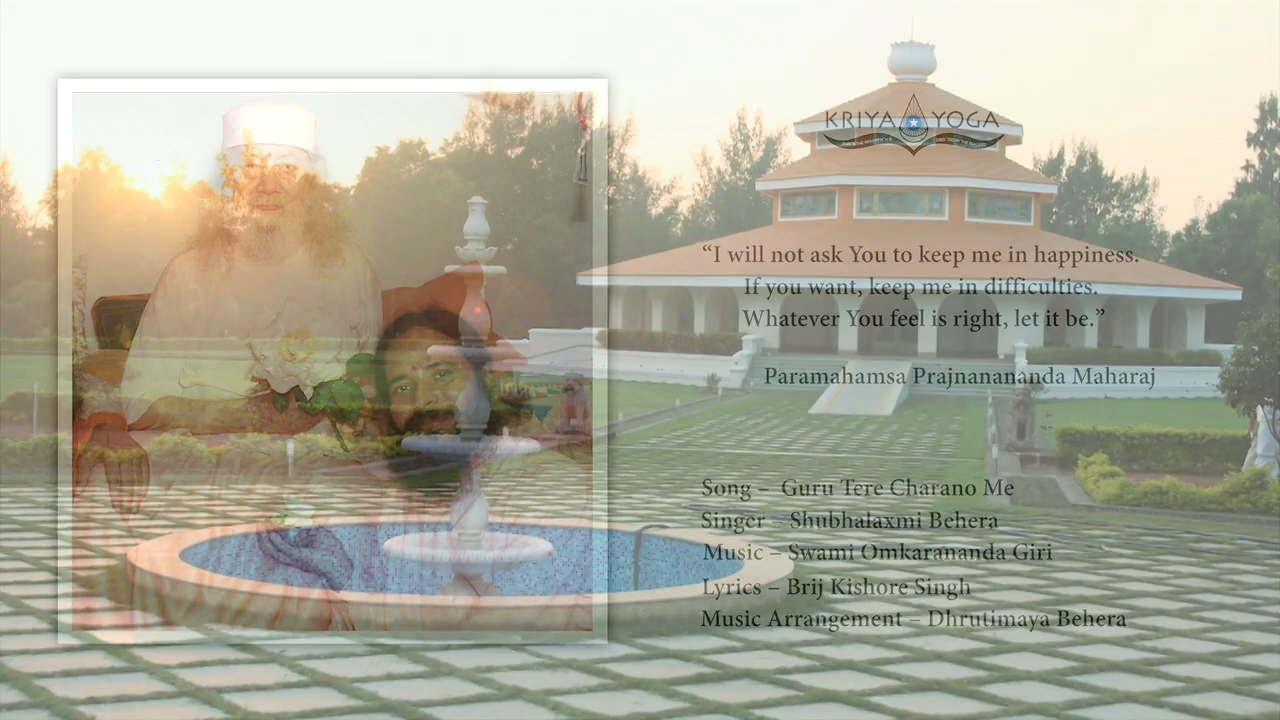 KRIYA YOGA
“I will not ask You to keep me in happiness.
If you want, keep me in difficulties.
Whatever You feel is right, let it be.”
Paramahamsa Prajnanananda Maharaj
Song – Guru Tere Charano Me
Singer – Shubhalaxmi Behera
Music – Swami Omkarananda Giri
Lyrics – Brij Kishore Singh
Music Arrangement – Dhrutimaya Behera